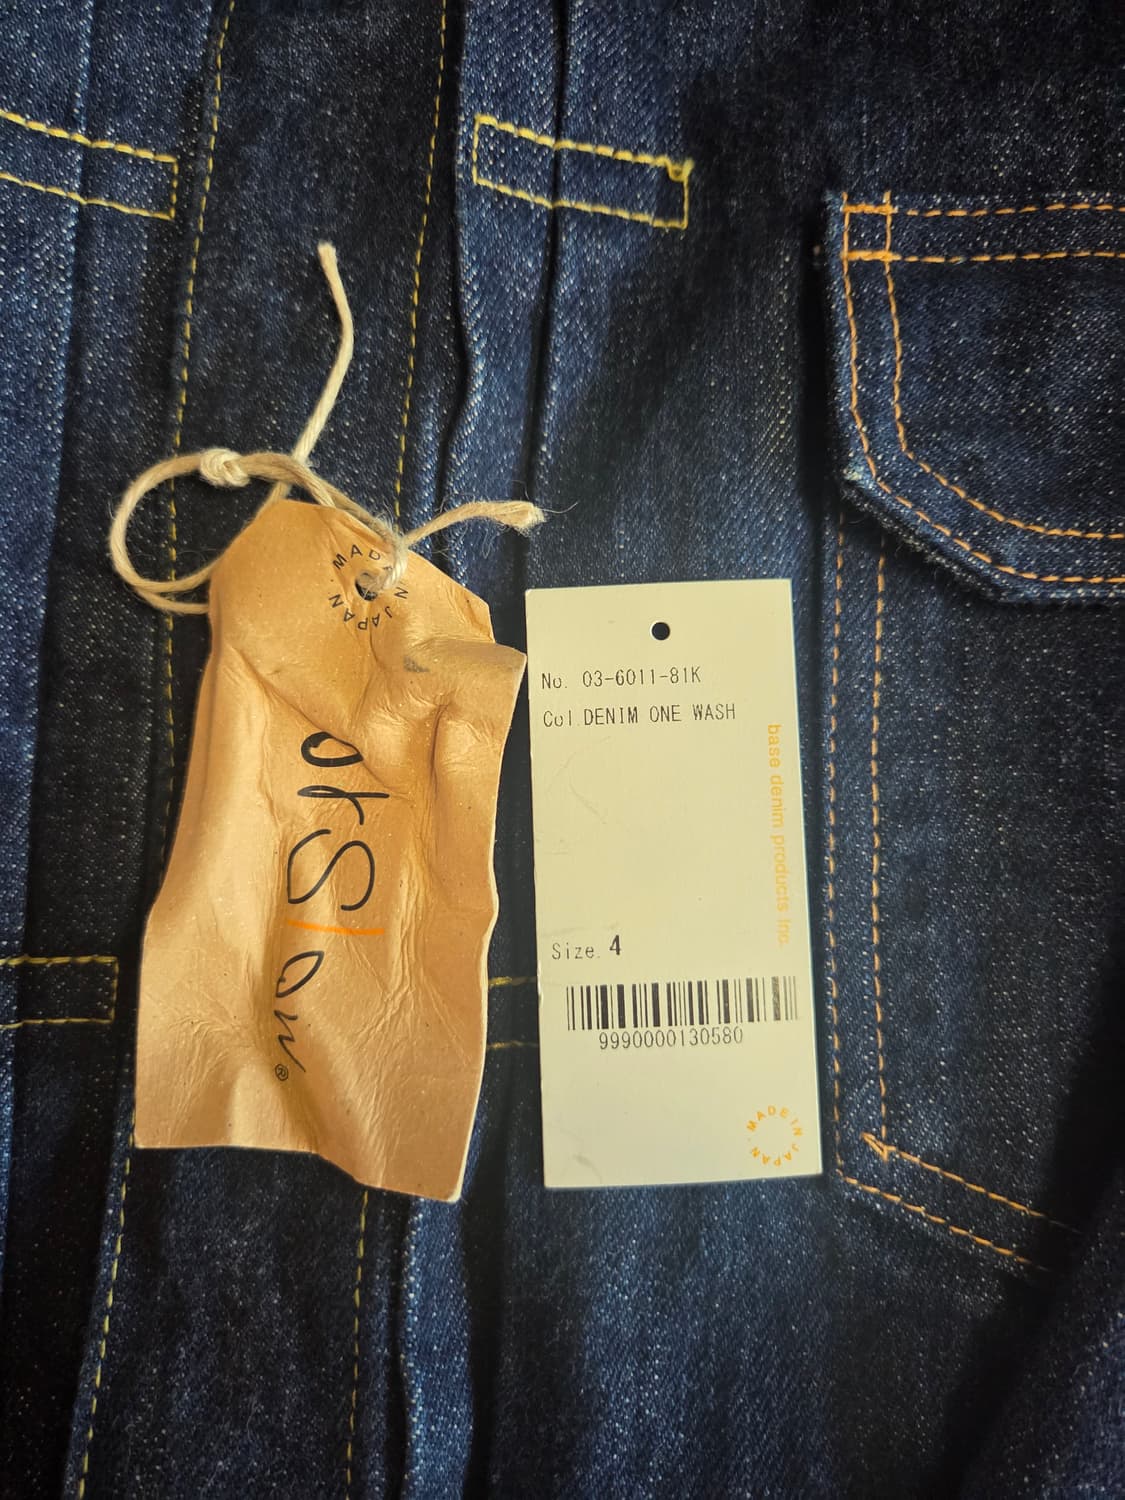 MADE IN JAPAN
orSlow®
No. 03-6011-81K
Col.DENIM ONE WASH
base denim products inc.
Size. 4
9990000130580
MADE IN JAPAN